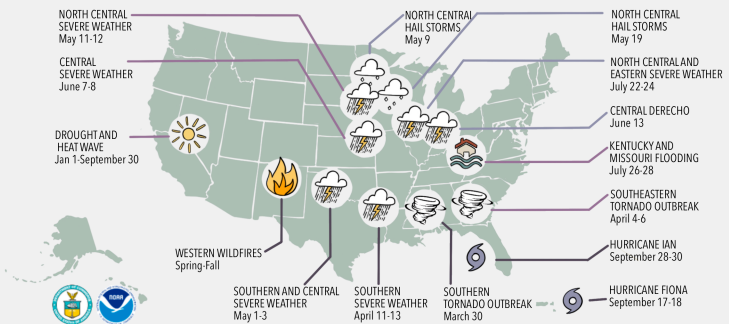 NORTH CENTRAL
SEVERE WEATHER
May 11-12
NORTH CENTRAL
HAIL STORMS
May 9
NORTH CENTRAL
HAIL STORMS
May 19
CENTRAL
SEVERE WEATHER
June 7-8
NORTH CENTRAL AND
EASTERN SEVERE WEATHER
July 22-24
CENTRAL DERECHO
June 13
DROUGHT AND
HEAT WAVE
Jan 1-September 30
KENTUCKY AND
MISSOURI FLOODING
July 26-28
SOUTHEASTERN
TORNADO OUTBREAK
April 4-6
WESTERN WILDFIRES
Spring-Fall
HURRICANE IAN
September 28-30
SOUTHERN AND CENTRAL
SEVERE WEATHER
May 1-3
SOUTHERN
SEVERE WEATHER
April 11-13
SOUTHERN
TORNADO OUTBREAK
March 30
HURRICANE FIONA
September 17-18
NOAA